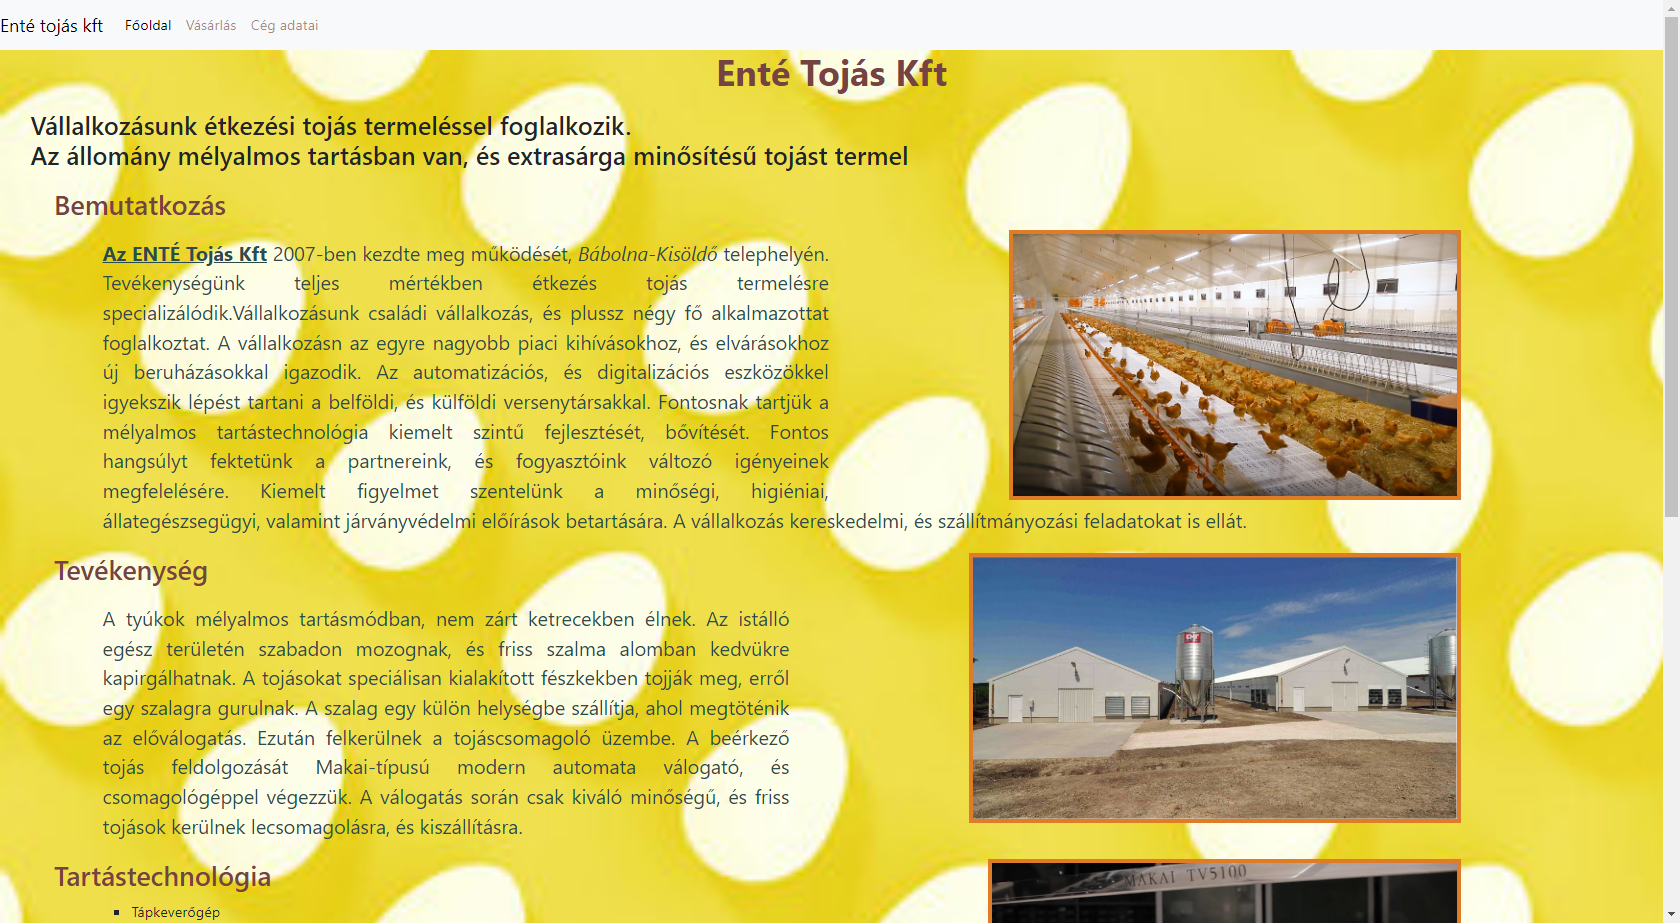 Enté tojás kft Főoldal Vásárlás Cég adatai
Enté Tojás Kft
Vállalkozásunk étkezési tojás termeléssel foglalkozik.
Az állomány mélyalmos tartásban van, és extrasárga minősítésű tojást termel
Bemutatkozás
Az ENTÉ Tojás Kft 2007-ben kezdte meg működését, Bábolna-Kisöldő telephelyén.
Tevékenységünk teljes mértékben étkezés tojás termelésre
specializálódik.Vállalkozásunk családi vállalkozás, és plussz négy fő alkalmazottat
foglalkoztat. A vállalkozásn az egyre nagyobb piaci kihívásokhoz, és elvárásokhoz
új beruházásokkal igazodik. Az automatizációs, és digitalizációs eszközökkel
igyekszik lépést tartani a belföldi, és külföldi versenytársakkal. Fontosnak tartjük a
mélyalmos tartástechnológia kiemelt szintű fejlesztését, bővítését. Fontos
hangsúlyt fektetünk a partnereink, és fogyasztóink változó igényeinek
megfelelésére. Kiemelt figyelmet szentelünk a minőségi, higiéniai,
állategészsegügyi, valamint járványvédelmi előírások betartására. A vállalkozás kereskedelmi, és szállítmányozási feladatokat is ellát.
Tevékenység
A tyúkok mélyalmos tartásmódban, nem zárt ketrecekben élnek. Az istálló
egész területén szabadon mozognak, és friss szalma alomban kedvükre
kapirgálhatnak. A tojásokat speciálisan kialakított fészkekben tojják meg, erről
egy szalagra gurulnak. A szalag egy külön helységbe szállítja, ahol megtöténik
az előválogatás. Ezután felkerülnek a tojáscsomagoló üzembe. A beérkező
tojás feldolgozását Makai-típusú modern automata válogató, és
csomagológéppel végezzük. A válogatás során csak kiváló minőségű, és friss
tojások kerülnek lecsomagolásra, és kiszállításra.
Tartástechnológia
MAKAI TV5100
Tápkeverőgép